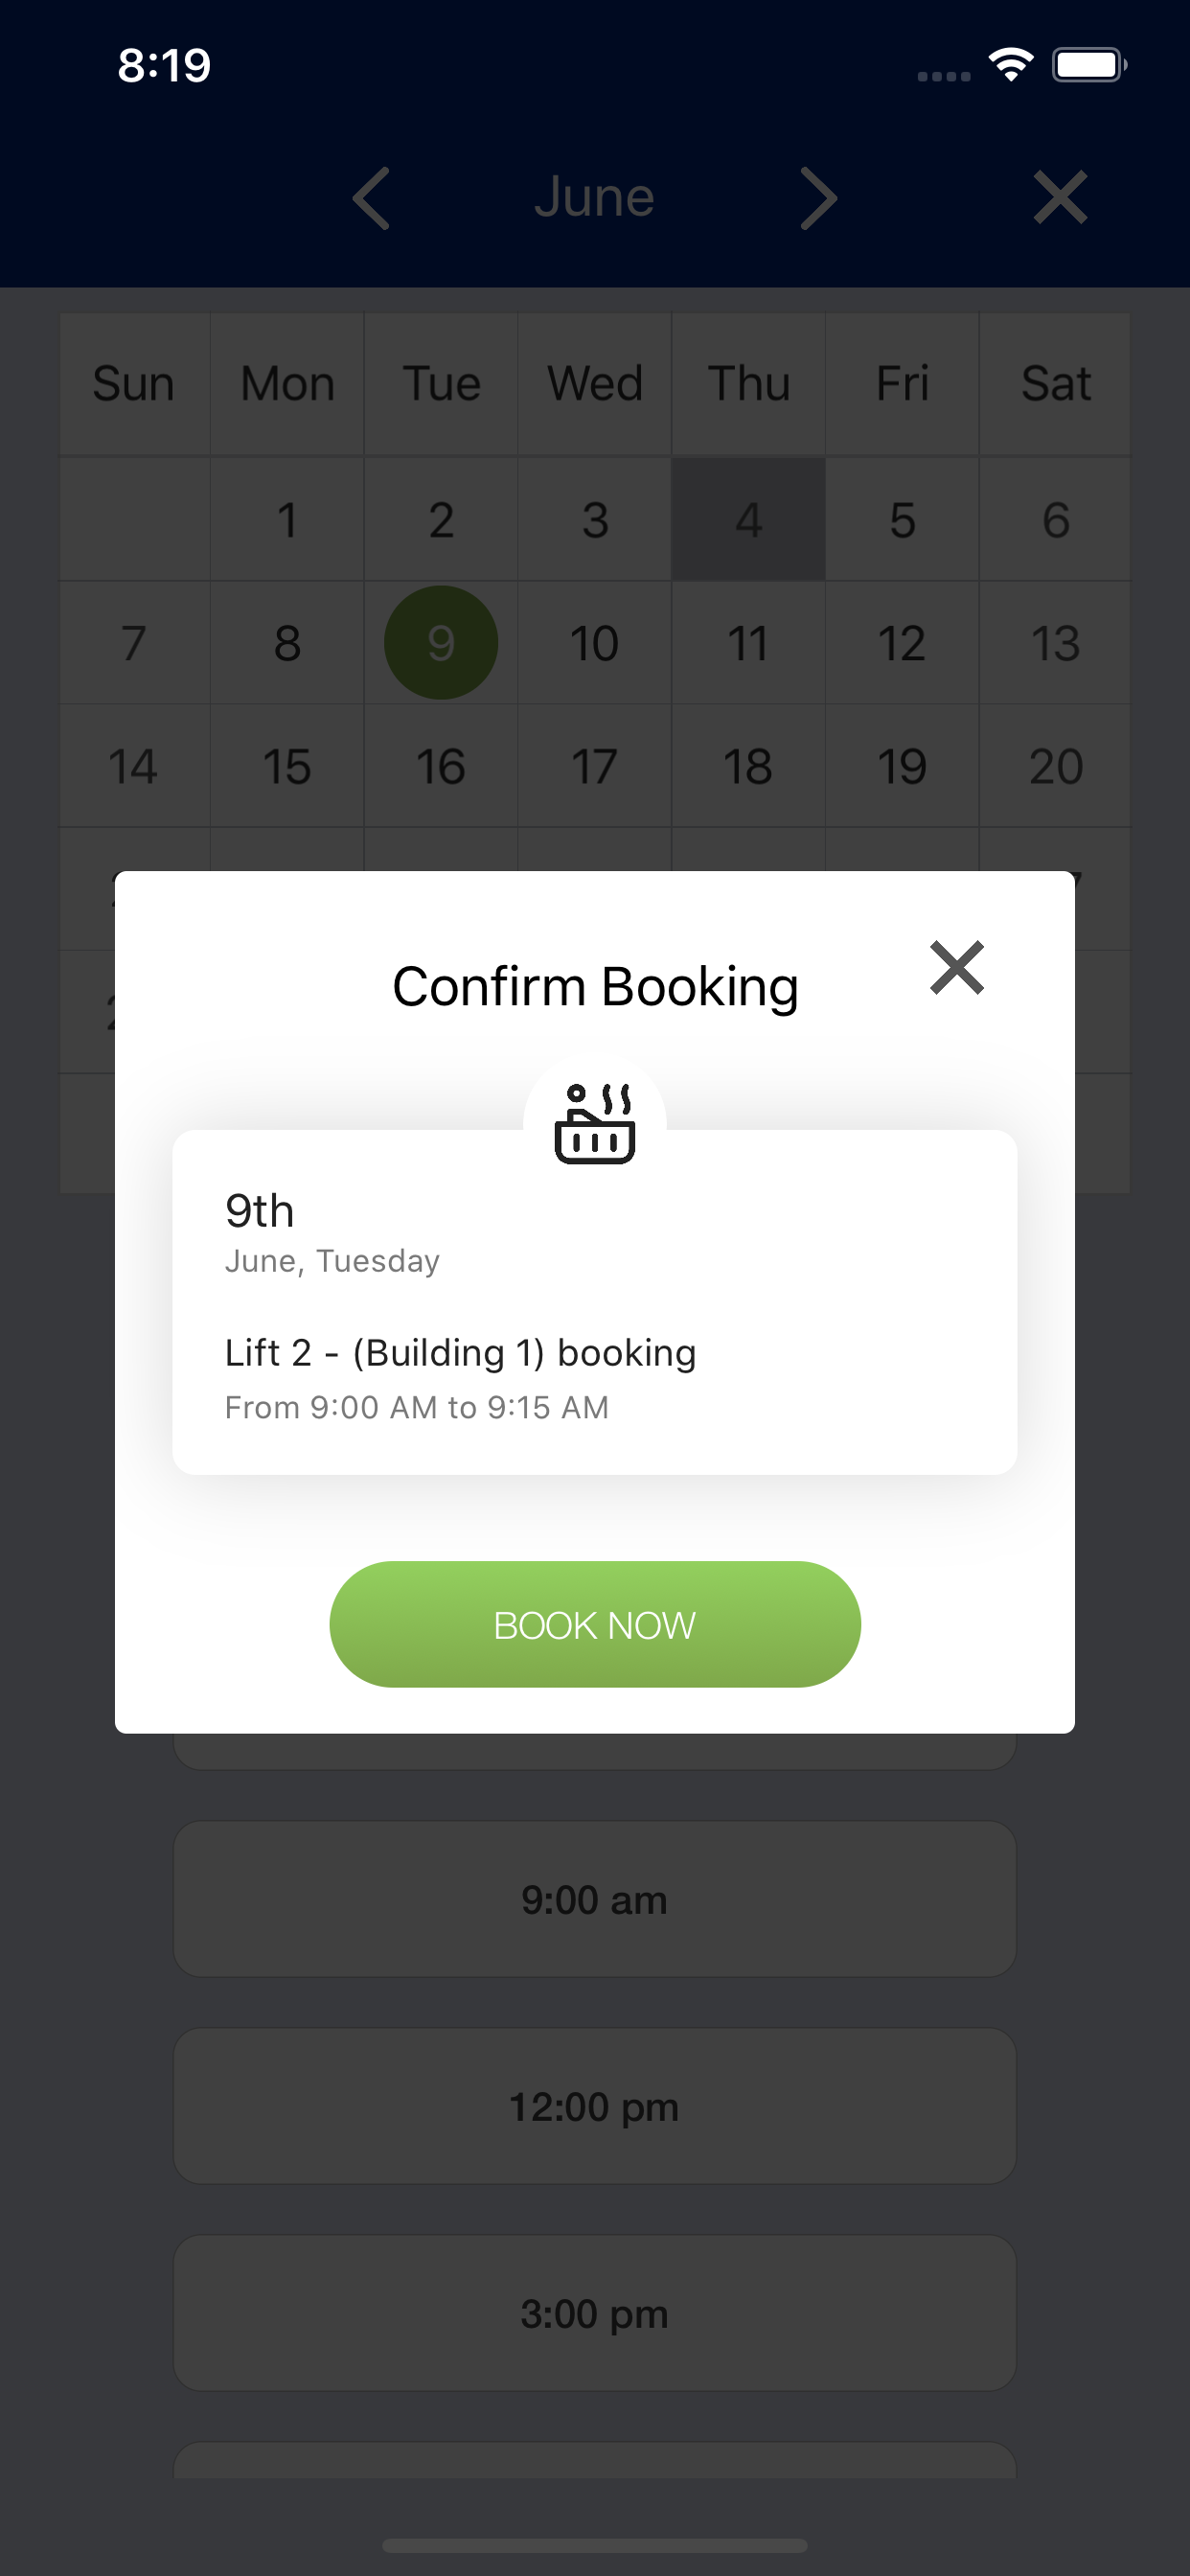 8:19
June
Sun Mon Tue Wed Thu Fri Sat
1 2 3 4 5 6
7 8 9 10 11 12 13
14 15 16 17 18 19 20
Confirm Booking
9th
June, Tuesday
Lift 2 - (Building 1) booking
From 9:00 AM to 9:15 AM
BOOK NOW
9:00 am
12:00 pm
3:00 pm